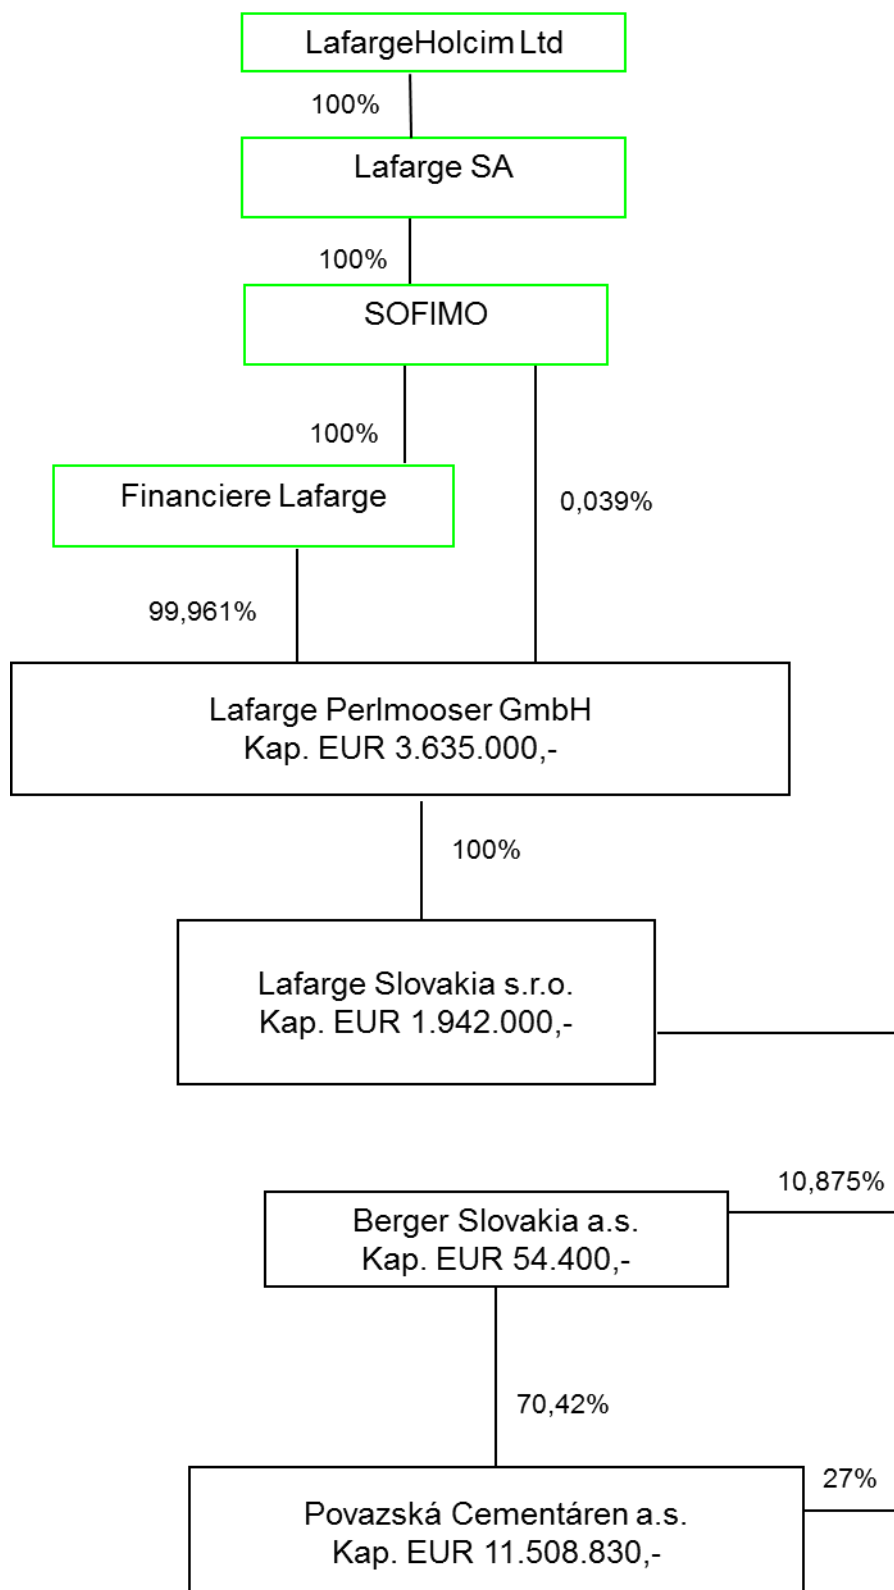 LafargeHolcim Ltd
100%
Lafarge SA
100%
SOFIMO
100%
Financiere Lafarge
0,039%
99,961%
Lafarge Perlmooser GmbH
Kap. EUR 3.635.000,-
100%
Lafarge Slovakia s.r.o.
Kap. EUR 1.942.000,-
10,875%
Berger Slovakia a.s.
Kap. EUR 54.400,-
70,42%
27%
Povazská Cementáren a.s.
Kap. EUR 11.508.830,-